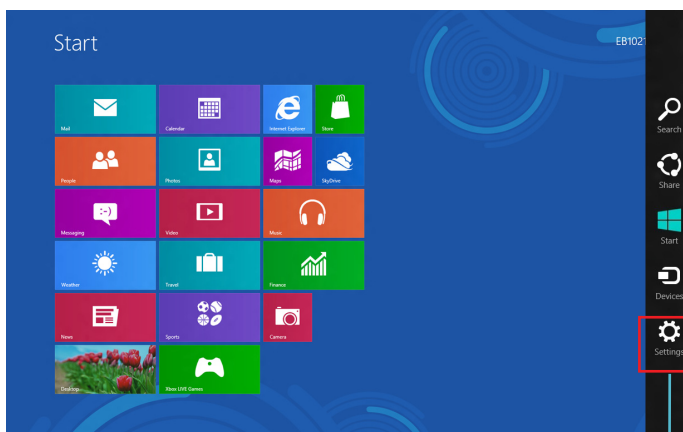 Start
EB1021
Mail
Calendar
Internet Explorer
Store
People
Photos
Maps
SkyDrive
Messaging
:-)
Video
Music
Weather
Travel
Finance
News
Sports
Camera
Desktop
Xbox LIVE Games
Search
Share
Start
Devices
Settings